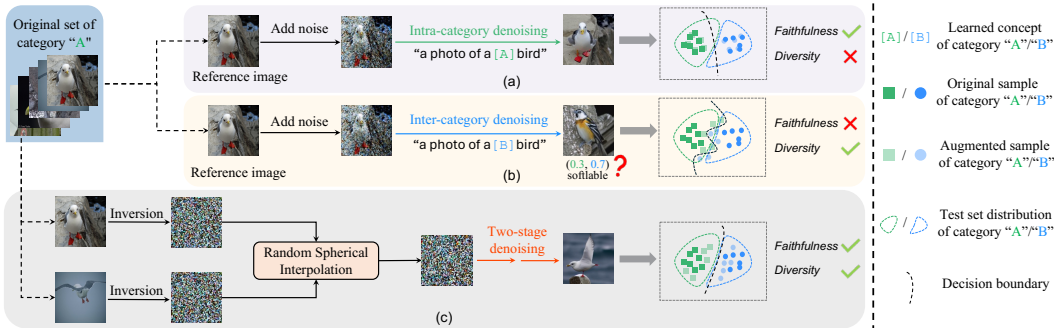 Original set of
category "A"
Reference image
Add noise
Intra-category denoising
"a photo of a [A] bird"
(a)
Faithfulness
Diversity
Reference image
Add noise
Inter-category denoising
"a photo of a [B] bird"
(0.3, 0.7)
softlable
?
(b)
Faithfulness
Diversity
Inversion
Inversion
Random Spherical
Interpolation
Two-stage
denoising
(c)
Faithfulness
Diversity
[A] / [B]
Learned concept
of category "A"/"B"
/
Original sample
of category "A"/"B"
/
Augmented sample
of category "A"/"B"
/
Test set distribution
of category "A"/"B"
Decision boundary